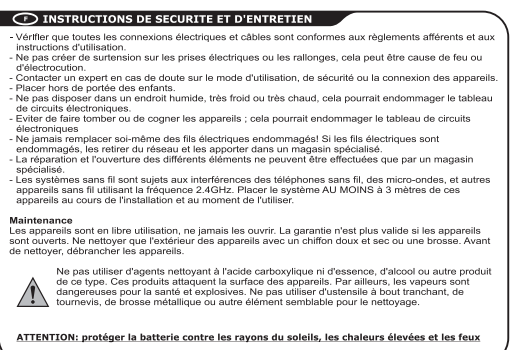 F INSTRUCTIONS DE SECURITE ET D'ENTRETIEN
- Vérifier que toutes les connexions électriques et câbles sont conformes aux règlements afférents et aux
instructions d'utilisation.
- Ne pas créer de surtension sur les prises électriques ou les rallonges, cela peut être cause de feu ou
d'électrocution.
- Contacter un expert en cas de doute sur le mode d'utilisation, de sécurité ou la connexion des appareils.
- Placer hors de portée des enfants.
- Ne pas disposer dans un endroit humide, très froid ou très chaud, cela pourrait endommager le tableau
de circuits électroniques.
- Eviter de faire tomber ou de cogner les appareils ; cela pourrait endommager le tableau de circuits
électroniques
- Ne jamais remplacer soi-même des fils électriques endommagés! Si les fils électriques sont
endommagés, les retirer du réseau et les apporter dans un magasin spécialisé.
- La réparation et l'ouverture des différents éléments ne peuvent être effectuées que par un magasin
spécialisé.
- Les systèmes sans fil sont sujets aux interférences des téléphones sans fil, des micro-ondes, et autres
appareils sans fil utilisant la fréquence 2.4GHz. Placer le système AU MOINS à 3 mètres de ces
appareils au cours de l'installation et au moment de l'utiliser.
Maintenance
Les appareils sont en libre utilisation, ne jamais les ouvrir. La garantie n'est plus valide si les appareils
sont ouverts. Ne nettoyer que l'extérieur des appareils avec un chiffon doux et sec ou une brosse. Avant
de nettoyer, débrancher les appareils.
Ne pas utiliser d'agents nettoyant à l'acide carboxylique ni d'essence, d'alcool ou autre produit
de ce type. Ces produits attaquent la surface des appareils. Par ailleurs, les vapeurs sont
dangereuses pour la santé et explosives. Ne pas utiliser d'ustensile à bout tranchant, de
tournevis, de brosse métallique ou autre élément semblable pour le nettoyage.
ATTENTION: protéger la batterie contre les rayons du soleils, les chaleurs élevées et les feux